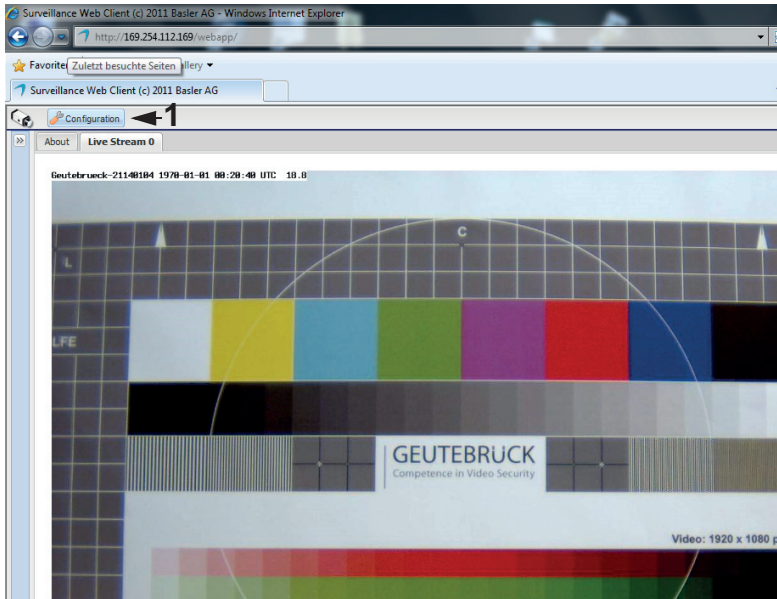 Surveillance Web Client (c) 2011 Basler AG - Windows Internet Explorer
http://169.254.112.169/webapp/
Favorite Zuletzt besuchte Seiten allery
Surveillance Web Client (c) 2011 Basler AG
Configuration 1
About Live Stream 0
Geutebrueck-21140104 1970-01-01 00:20:40 UTC 18.8
C
L
LFE
GEUTEBRÜCK
Competence in Video Security
Video: 1920 x 1080 p